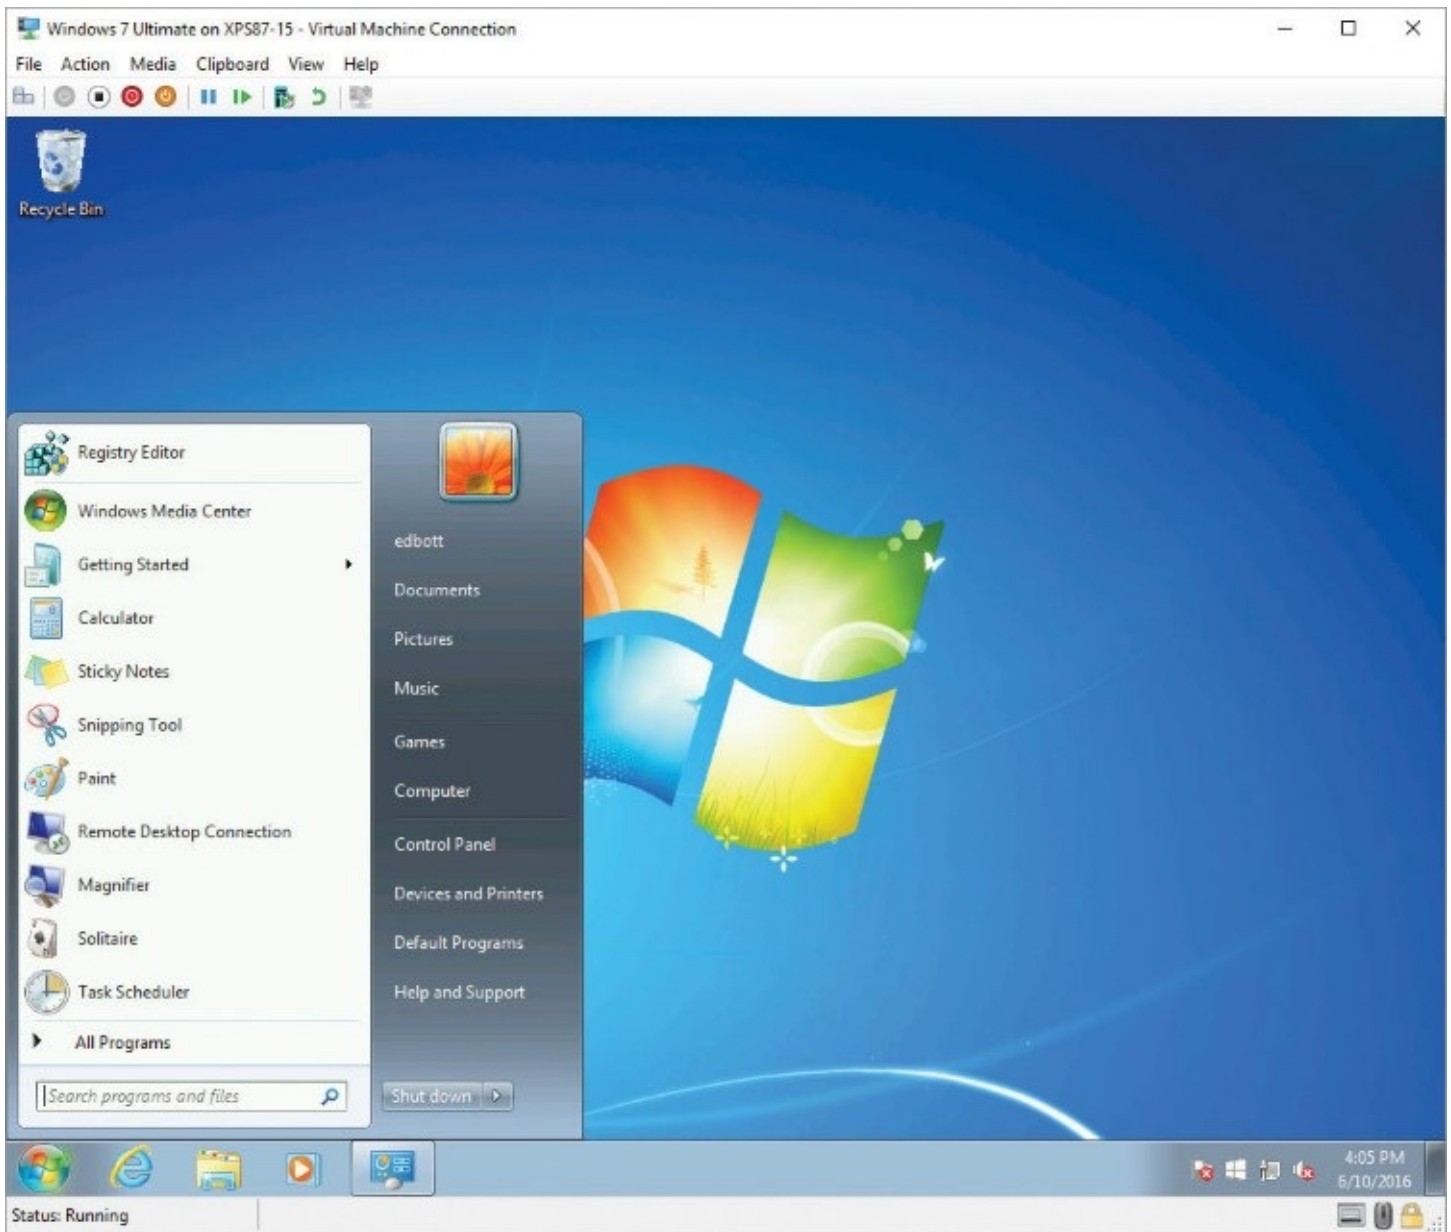 Windows 7 Ultimate on XPS87-15 - Virtual Machine Connection
File Action Media Clipboard View Help
Recycle Bin
Registry Editor
Windows Media Center
Getting Started
Calculator
Sticky Notes
Snipping Tool
Paint
Remote Desktop Connection
Magnifier
Solitaire
Task Scheduler
All Programs
Search programs and files
edbott
Documents
Pictures
Music
Games
Computer
Control Panel
Devices and Printers
Default Programs
Help and Support
Shut down
4:05 PM
6/10/2016
Status: Running